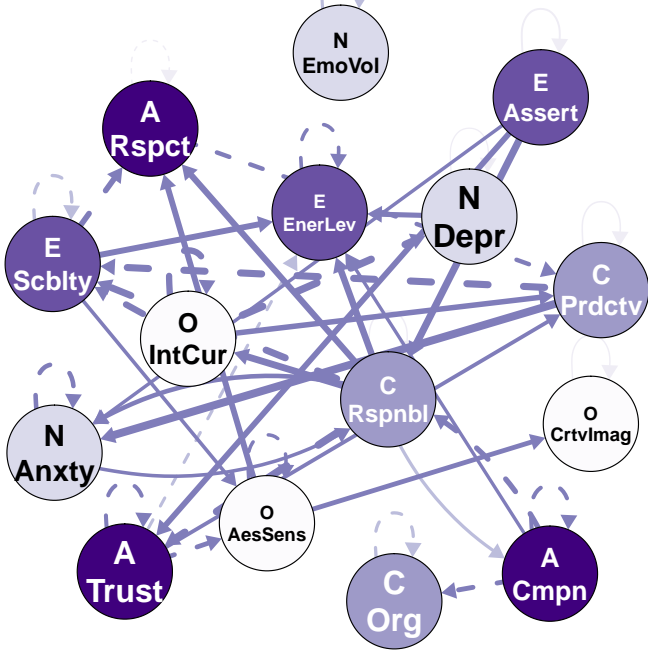 N
EmoVol
E
Assert
A
Rspct
E
EnerLev
N
Depr
E
Scblty
C
Prdctv
O
IntCur
C
Rspnbl
O
CrtvImag
N
Anxty
O
AesSens
A
Trust
C
Org
A
Cmpn